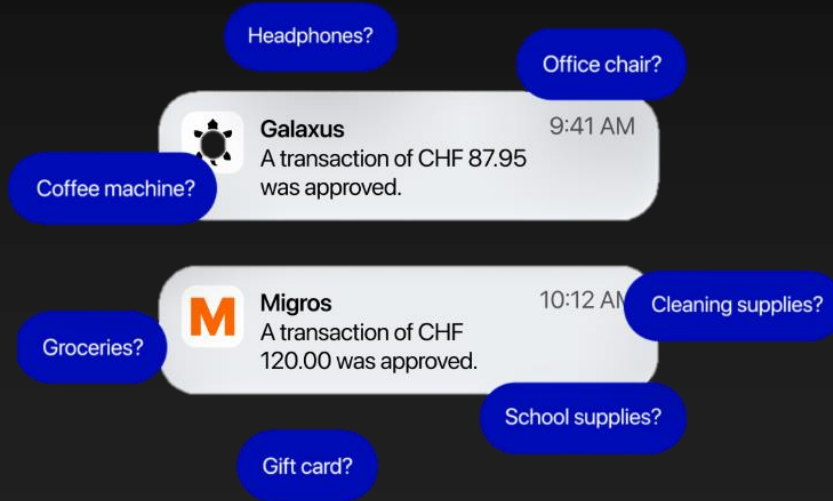 Headphones?
Office chair?
Galaxus
9:41 AM
A transaction of CHF 87.95
was approved.
Coffee machine?
M
Migros
10:12 AM
A transaction of CHF
120.00 was approved.
Cleaning supplies?
Groceries?
School supplies?
Gift card?